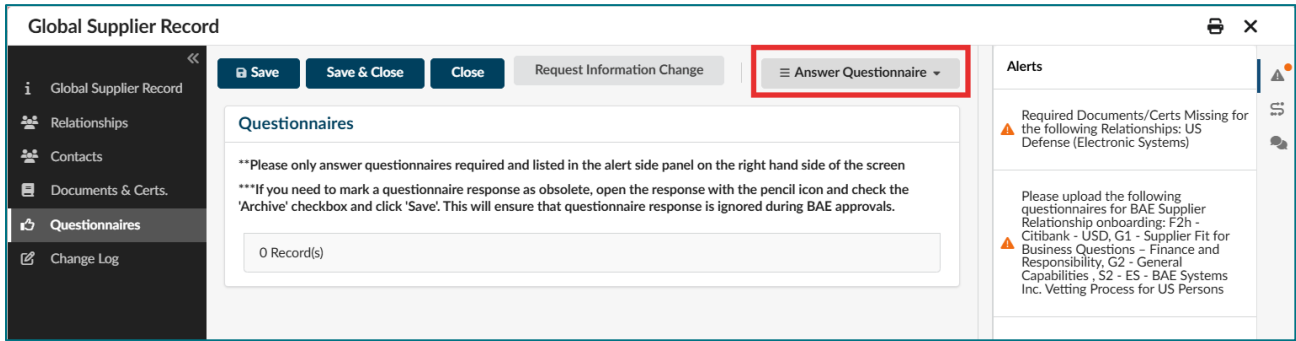 Global Supplier Record
Global Supplier Record
Relationships
Contacts
Documents & Certs.
Questionnaires
Change Log
Save
Save & Close
Close
Request Information Change
Answer Questionnaire
Questionnaires
**Please only answer questionnaires required and listed in the alert side panel on the right hand side of the screen
***If you need to mark a questionnaire response as obsolete, open the response with the pencil icon and check the
'Archive' checkbox and click 'Save'. This will ensure that questionnaire response is ignored during BAE approvals.
0 Record(s)
Alerts
Required Documents/Certs Missing for
the following Relationships: US
Defense (Electronic Systems)
Please upload the following
questionnaires for BAE Supplier
Relationship onboarding: F2h -
Citibank - USD, G1 - Supplier Fit for
Business Questions – Finance and
Responsibility, G2 - General
Capabilities , S2 - ES - BAE Systems
Inc. Vetting Process for US Persons